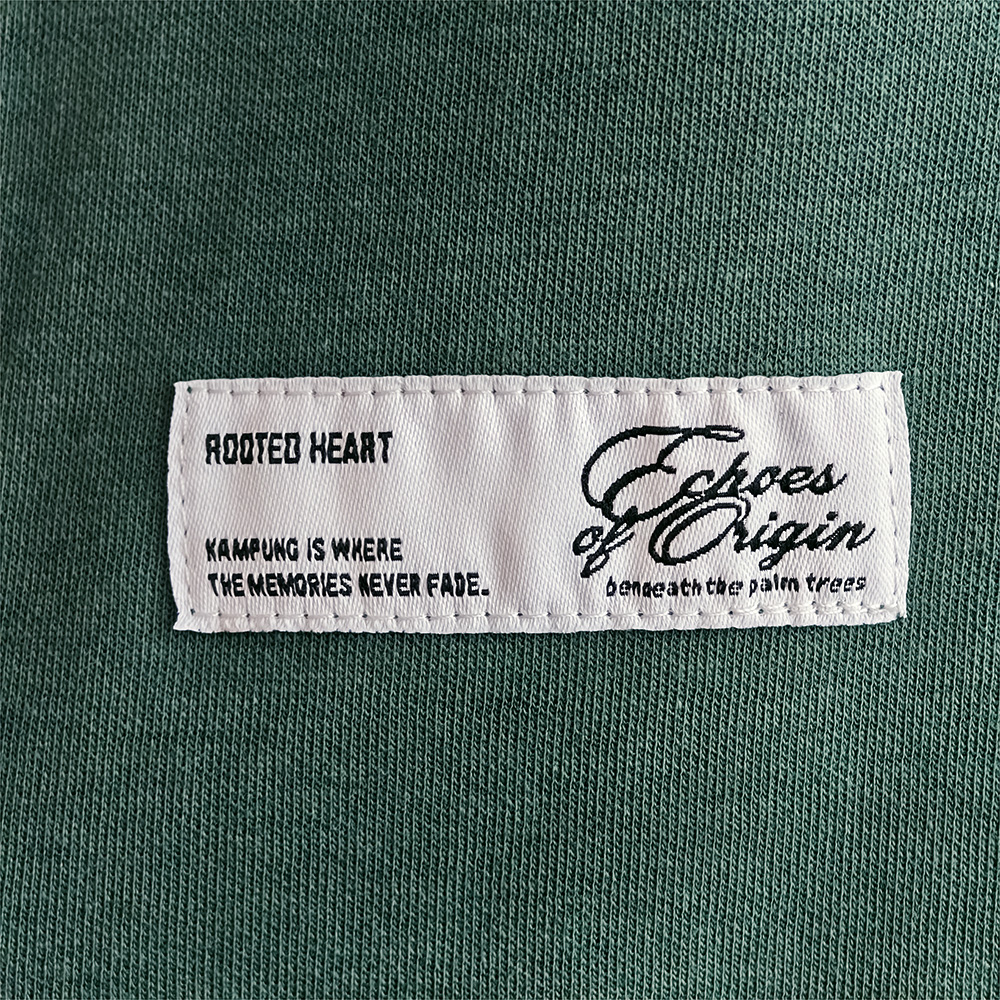 ROOTED HEART
KAMPUNG IS WHERE
THE MEMORIES NEVER FADE.
Echoes
of Origin
beneath the palm trees